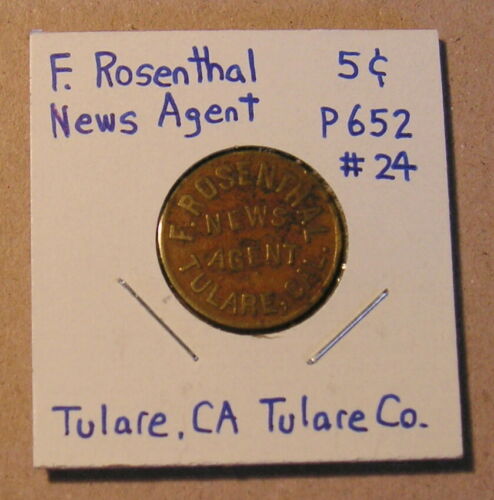 F. Rosenthal 5¢
News Agent P652
#24
F. ROSENTHAL
NEWS
AGENT.
TULARE, CAL.
Tulare, CA Tulare Co.